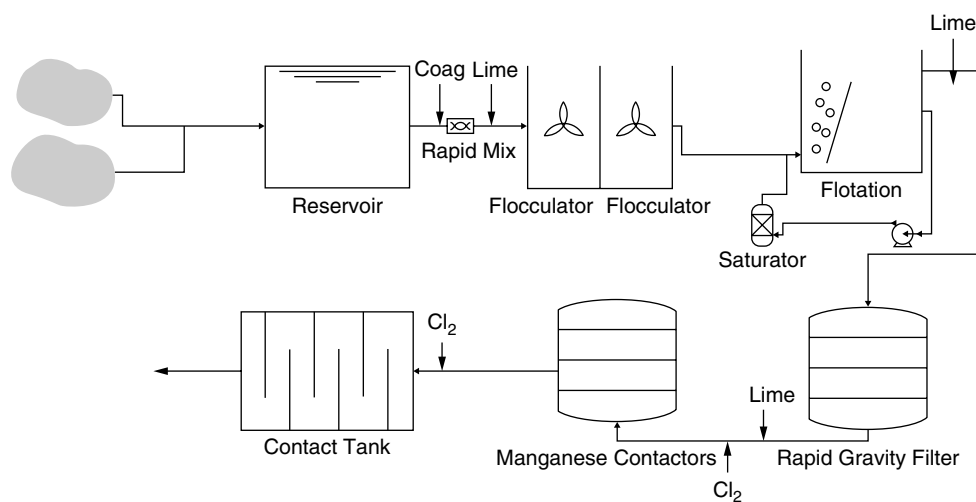 Lime
Coag Lime
Rapid Mix
Reservoir
Flocculator Flocculator
Flotation
Saturator
Cl2
Lime
Contact Tank
Manganese Contactors
Rapid Gravity Filter
Cl2